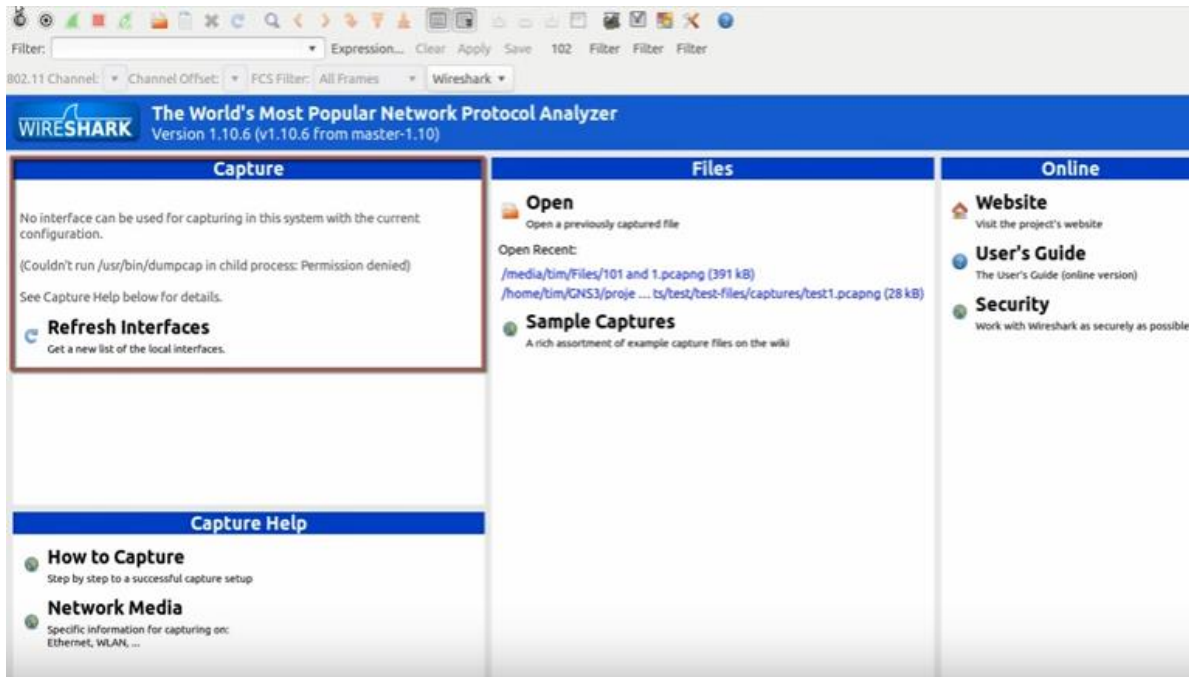 Filter: Expression... Clear Apply Save 102 Filter Filter Filter
802.11 Channel: Channel Offset: FCS Filter: All Frames Wireshark
WIRESHARK
The World's Most Popular Network Protocol Analyzer
Version 1.10.6 (v1.10.6 from master-1.10)
Capture
No interface can be used for capturing in this system with the current
configuration.
(Couldn't run /usr/bin/dumpcap in child process: Permission denied)
See Capture Help below for details.
Refresh Interfaces
Get a new list of the local interfaces.
Capture Help
How to Capture
Step by step to a successful capture setup
Network Media
Specific information for capturing on:
Ethernet, WLAN, ...
Files
Open
Open a previously captured file
Open Recent:
/media/tim/Files/101 and 1.pcapng (391 kB)
/home/tim/GNS3/proje .... ts/test/test-files/captures/test1.pcapng (28 kB)
Sample Captures
A rich assortment of example capture files on the wiki
Online
Website
Visit the project's website
User's Guide
The User's Guide (online version)
Security
Work with Wireshark as securely as possible